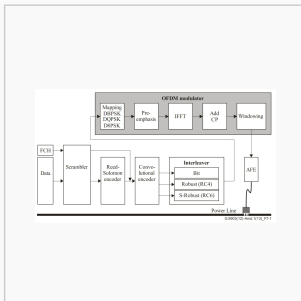 OFDM modulator
Mapping
DBPSK
DQPSK
D8PSK
Pre-
emphasis
IFFT
Add
CP
Windowing
FCH
Data
Scrambler
Reed-
Solomon
encoder
Convo-
lutional
encoder
Interleaver
Bit
Robust (RC4)
S-Robust (RC6)
AFE
Power Line